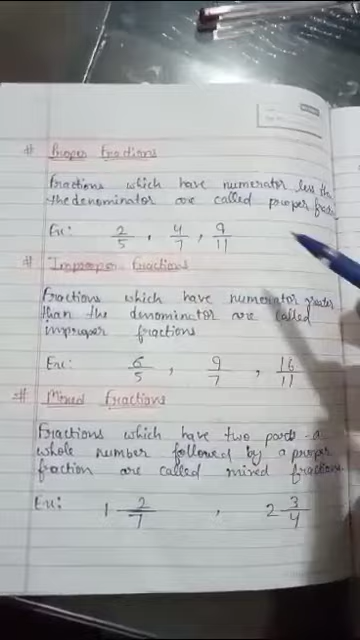 # Proper Fractions
Fractions which have numerator less than
the denominator are called proper fractions
Ex: 2/5 , 4/7 , 9/11
# Improper Fractions
Fractions which have numerator greater
than the denominator are called
improper fractions
Ex: 6/5 , 9/7 , 16/11
# Mixed Fractions
Fractions which have two parts - a
whole number followed by a proper
fraction are called mixed fractions.
Ex: 1 2/7 , 2 3/4